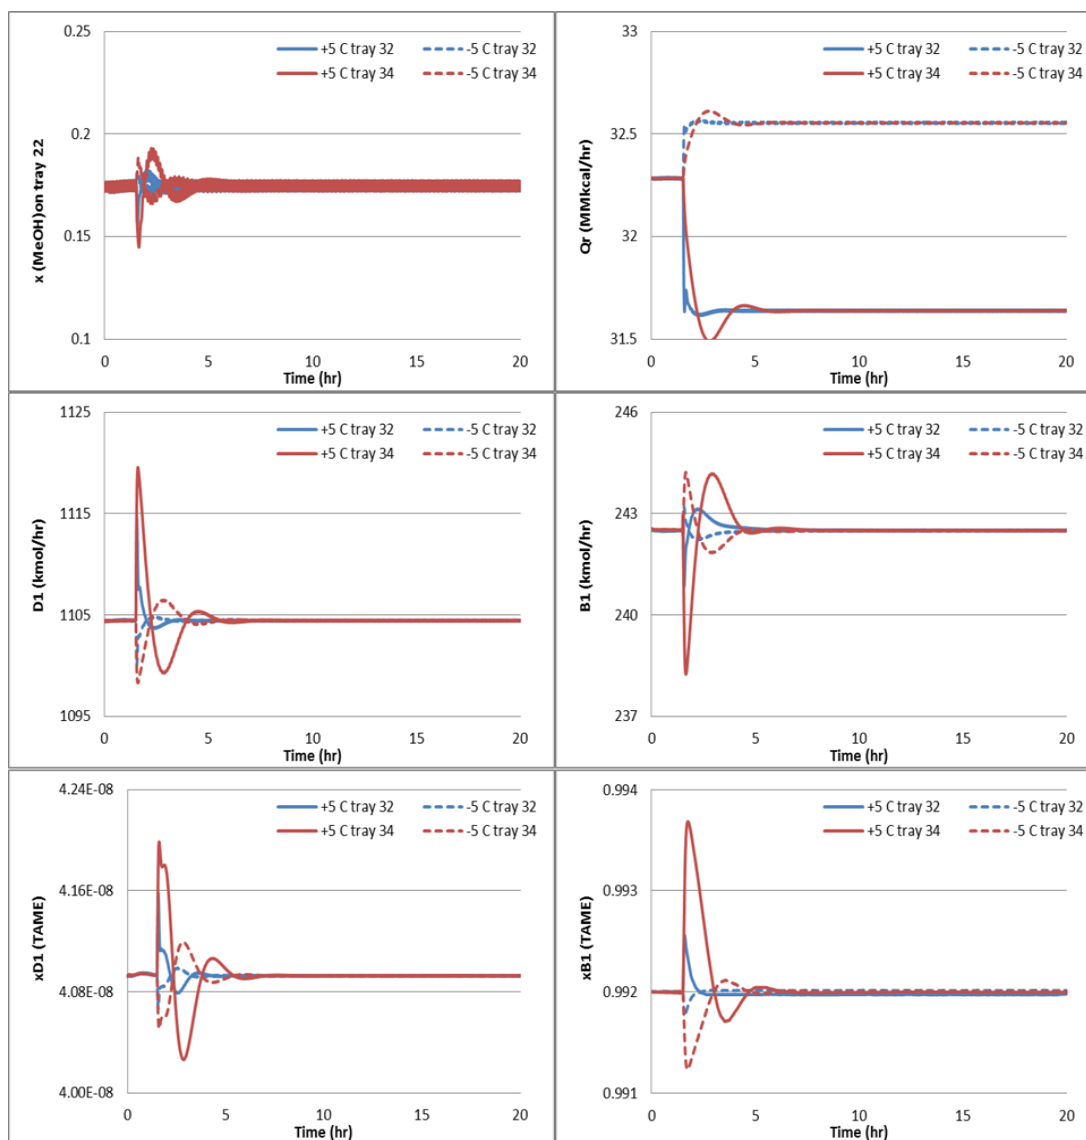 0.25
0.2
0.15
0.1
x (MeOH)on tray 22
+5 C tray 32 -5 C tray 32
+5 C tray 34 -5 C tray 34
0 5 10 15 20
Time (hr)
33
32.5
32
31.5
Qr (MMkcal/hr)
+5 C tray 32 -5 C tray 32
+5 C tray 34 -5 C tray 34
0 5 10 15 20
Time (hr)
1125
1115
1105
1095
D1 (kmol/hr)
+5 C tray 32 -5 C tray 32
+5 C tray 34 -5 C tray 34
0 5 10 15 20
Time (hr)
246
243
240
237
B1 (kmol/hr)
+5 C tray 32 -5 C tray 32
+5 C tray 34 -5 C tray 34
0 5 10 15 20
Time (hr)
4.24E-08
4.16E-08
4.08E-08
4.00E-08
xD1 (TAME)
+5 C tray 32 -5 C tray 32
+5 C tray 34 -5 C tray 34
0 5 10 15 20
Time (hr)
0.994
0.993
0.992
0.991
xB1 (TAME)
+5 C tray 32 -5 C tray 32
+5 C tray 34 -5 C tray 34
0 5 10 15 20
Time (hr)